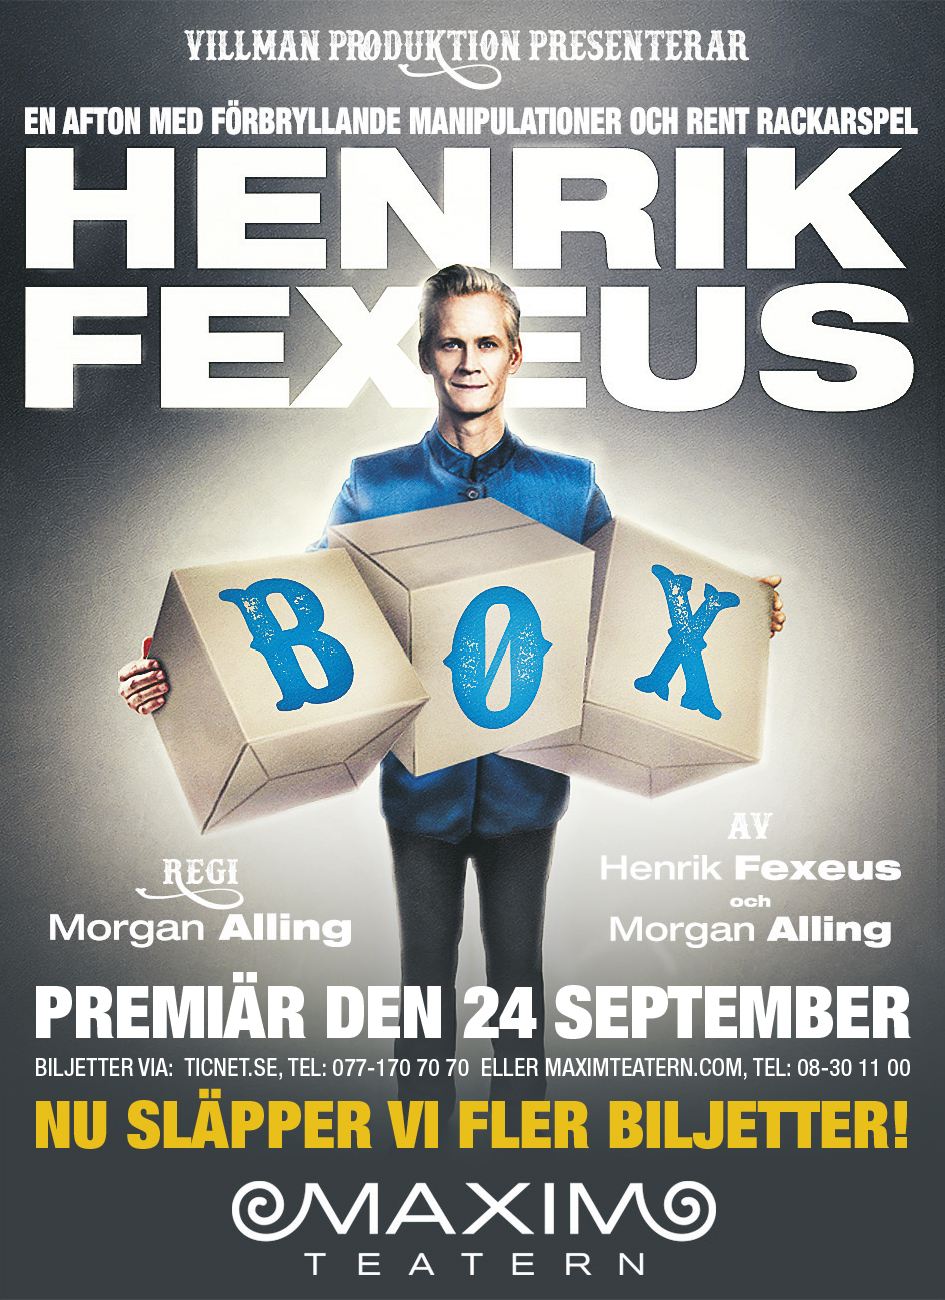 VILLMAN PRØDUKTIØN PRESENTERAR
EN AFTON MED FÖRBRYLLANDE MANIPULATIONER OCH RENT RACKARSPEL
HENRIK
FEXEUS
BØX
AV
Henrik Fexeus
och
Morgan Alling
REGI
Morgan Alling
PREMIÄR DEN 24 SEPTEMBER
BILJETTER VIA: TICNET.SE, TEL: 077-170 70 70 ELLER MAXIMTEATERN.COM, TEL: 08-30 11 00
NU SLÄPPER VI FLER BILJETTER!
MAXIM
TEATERN